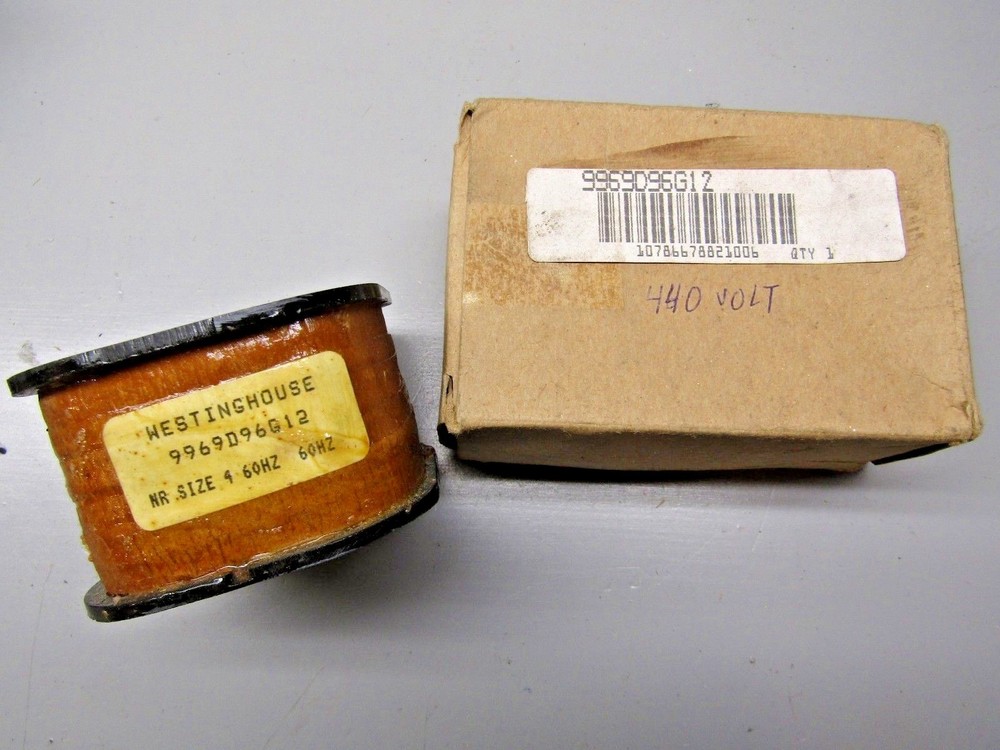 WESTINGHOUSE
9969D96G12
NR SIZE 4 60HZ 60HZ
9969D96G12
10786678821006 QTY 1
440 VOLT